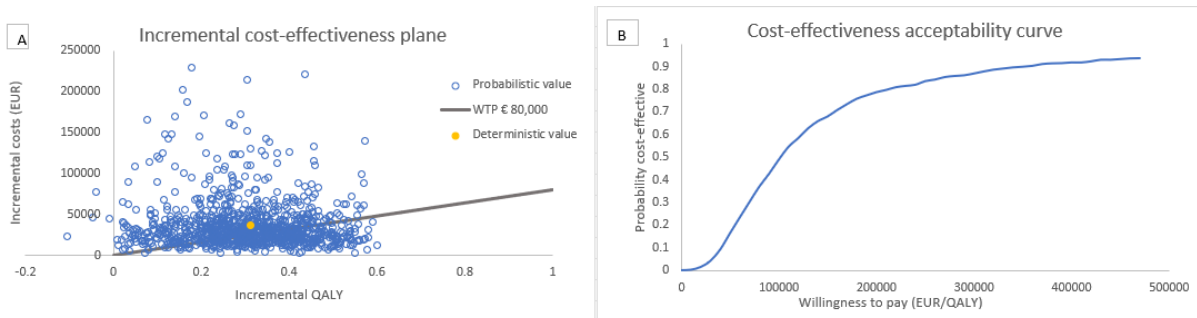 A
Incremental cost-effectiveness plane
250000
200000
150000
100000
50000
0
-0.2
0
0.2
0.4
0.6
0.8
1
Incremental costs (EUR)
Incremental QALY
Probabilistic value
WTP € 80,000
Deterministic value
B
Cost-effectiveness acceptability curve
1
0.9
0.8
0.7
0.6
0.5
0.4
0.3
0.2
0.1
0
0
100000
200000
300000
400000
500000
Probability cost-effective
Willingness to pay (EUR/QALY)